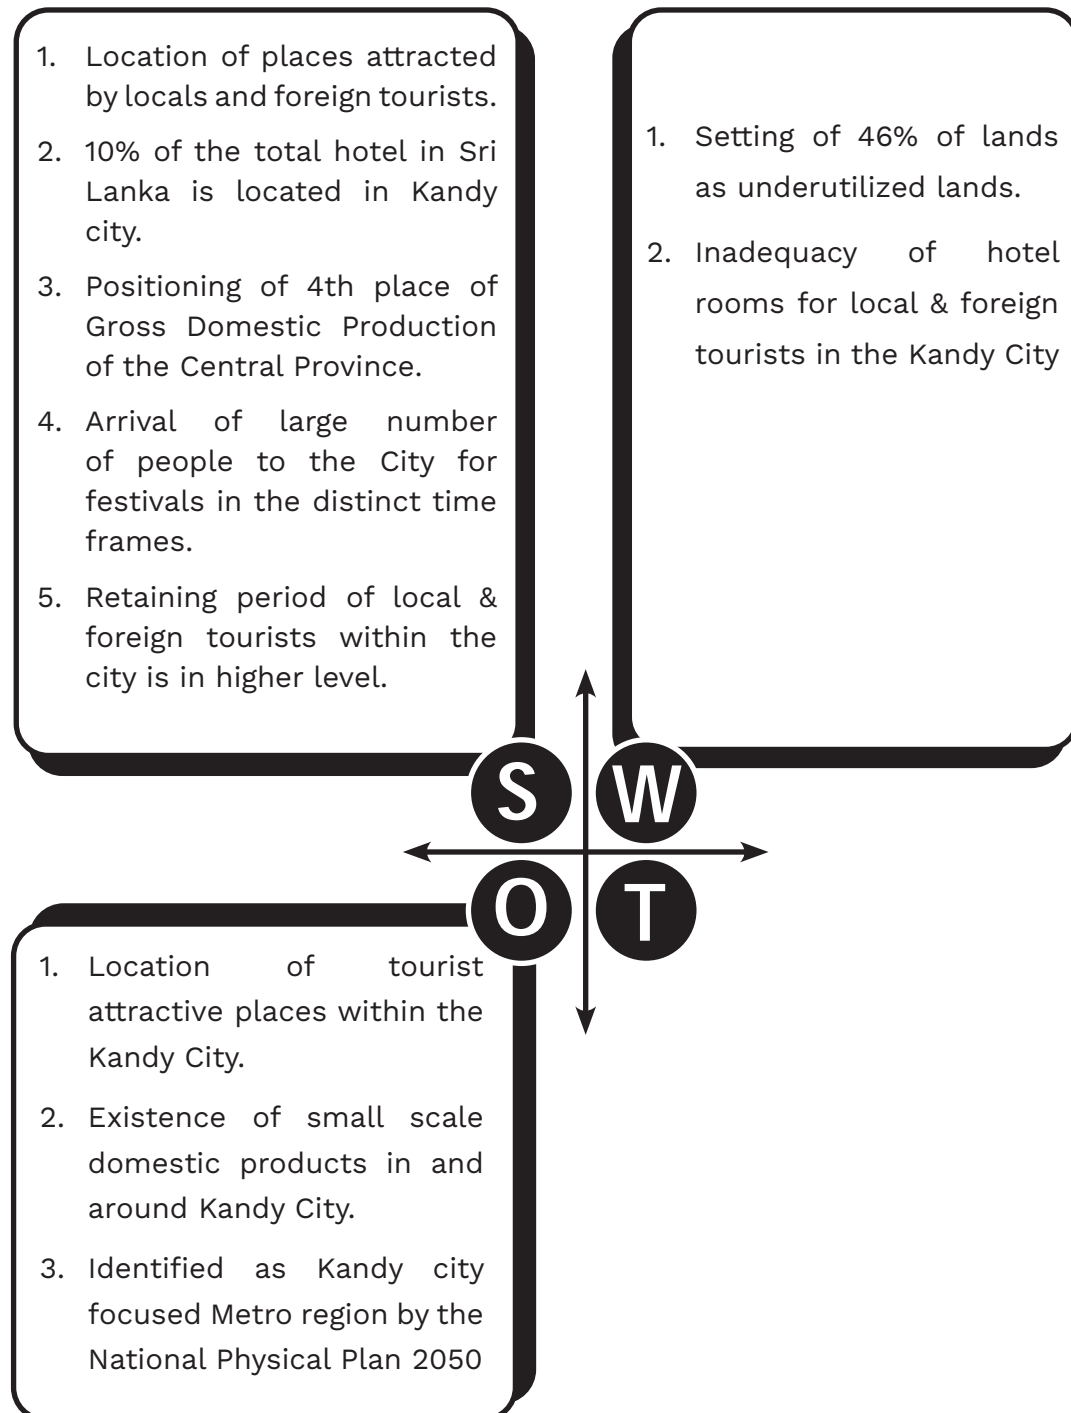 1. Location of places attracted
by locals and foreign tourists.
2. 10% of the total hotel in Sri
Lanka is located in Kandy
city.
3. Positioning of 4th place of
Gross Domestic Production
of the Central Province.
4. Arrival of large number
of people to the City for
festivals in the distinct time
frames.
5. Retaining period of local &
foreign tourists within the
city is in higher level.
1. Setting of 46% of lands
as underutilized lands.
2. Inadequacy of hotel
rooms for local & foreign
tourists in the Kandy City
S W
O T
1. Location of tourist
attractive places within the
Kandy City.
2. Existence of small scale
domestic products in and
around Kandy City.
3. Identified as Kandy city
focused Metro region by the
National Physical Plan 2050